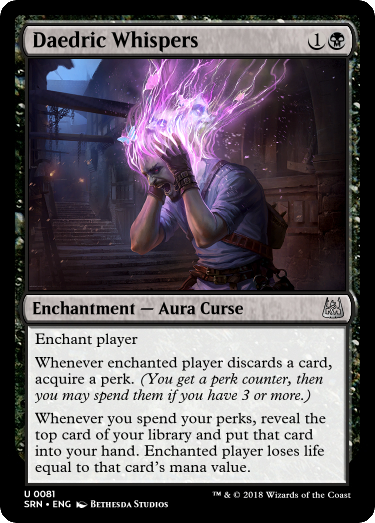 Daedric Whispers 1
Enchantment — Aura Curse
Enchant player
Whenever enchanted player discards a card,
acquire a perk. (You get a perk counter, then
you may spend them if you have 3 or more.)
Whenever you spend your perks, reveal the
top card of your library and put that card
into your hand. Enchanted player loses life
equal to that card's mana value.
U 0081
SRN • ENG Bethesda Studios
™ & © 2018 Wizards of the Coast